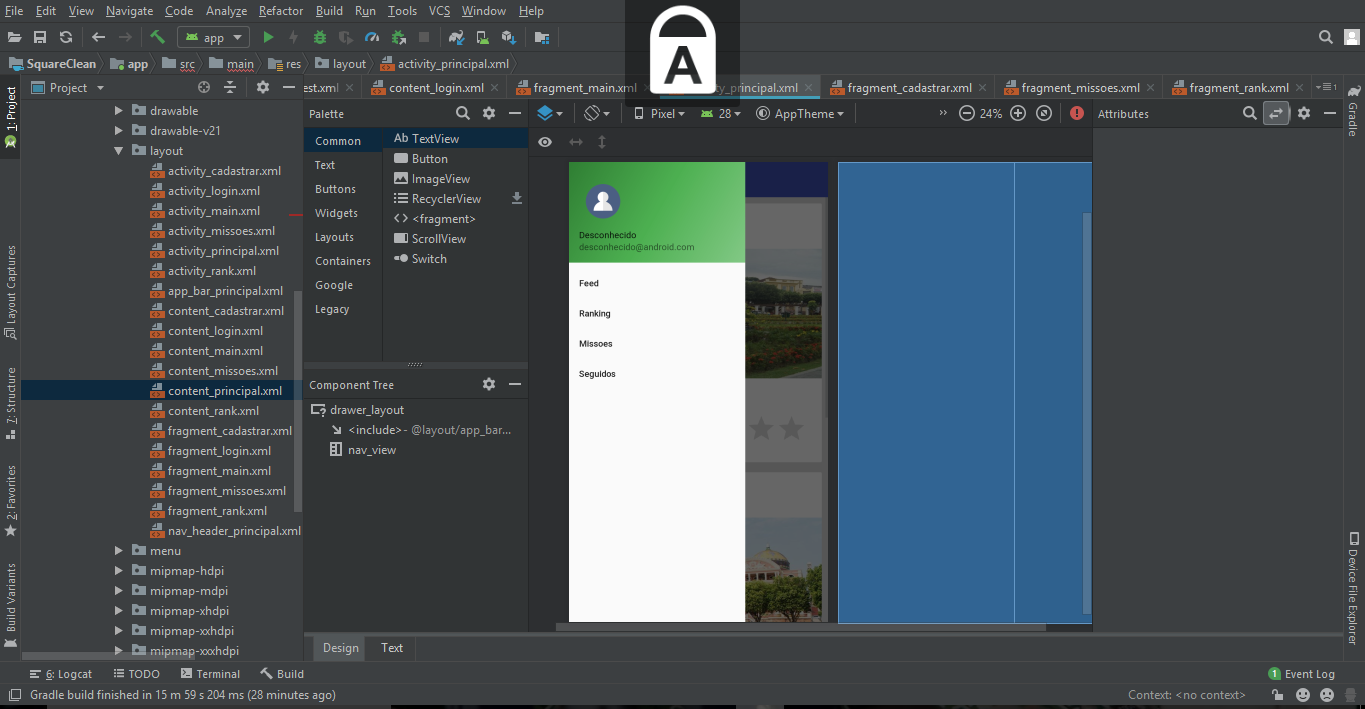 File Edit View Navigate Code Analyze Refactor Build Run Tools VCS Window Help
app
A
SquareClean app src main res layout activity_principal.xml
Project
est.xml content_login.xml fragment_main.xml y_principal.xml fragment_cadastrar.xml fragment_missoes.xml fragment_rank.xml
1: Project
Layout Captures
7: Structure
2: Favorites
Build Variants
drawable
drawable-v21
layout
activity_cadastrar.xml
activity_login.xml
activity_main.xml
activity_missoes.xml
activity_principal.xml
activity_rank.xml
app_bar_principal.xml
content_cadastrar.xml
content_login.xml
content_main.xml
content_missoes.xml
content_principal.xml
content_rank.xml
fragment_cadastrar.xml
fragment_login.xml
fragment_main.xml
fragment_missoes.xml
fragment_rank.xml
nav_header_principal.xml
menu
mipmap-hdpi
mipmap-mdpi
mipmap-xhdpi
mipmap-xxhdpi
mipmap-xxxhdpi
Palette
Common
Text
Buttons
Widgets
Layouts
Containers
Google
Legacy
Ab TextView
Button
ImageView
RecyclerView
<fragment>
ScrollView
Switch
Component Tree
drawer_layout
<include> - @layout/app_bar...
nav_view
Pixel 28 AppTheme » 24%
Desconhecido
desconhecido@android.com
Feed
Ranking
Missoes
Seguidos
Design Text
Attributes
Gradle
Device File Explorer
6: Logcat TODO Terminal Build 1 Event Log
Gradle build finished in 15 m 59 s 204 ms (28 minutes ago) Context: <no context>